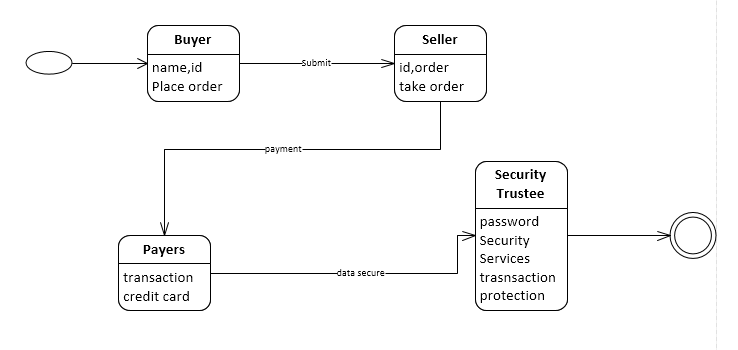 Buyer
name,id
Place order
Submit
Seller
id,order
take order
payment
Payers
transaction
credit card
data secure
Security
Trustee
password
Security
Services
trasnsaction
protection